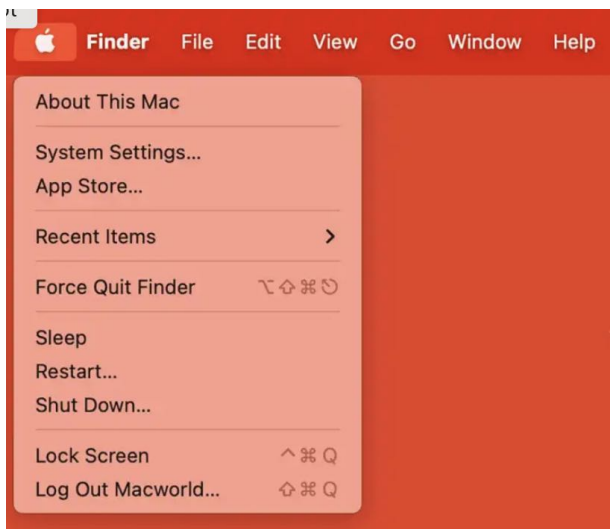 Finder File Edit View Go Window Help
About This Mac
System Settings...
App Store...
Recent Items
Force Quit Finder ⌥⇧⌘⎋
Sleep
Restart...
Shut Down...
Lock Screen ^⌘Q
Log Out Macworld... ⇧⌘Q